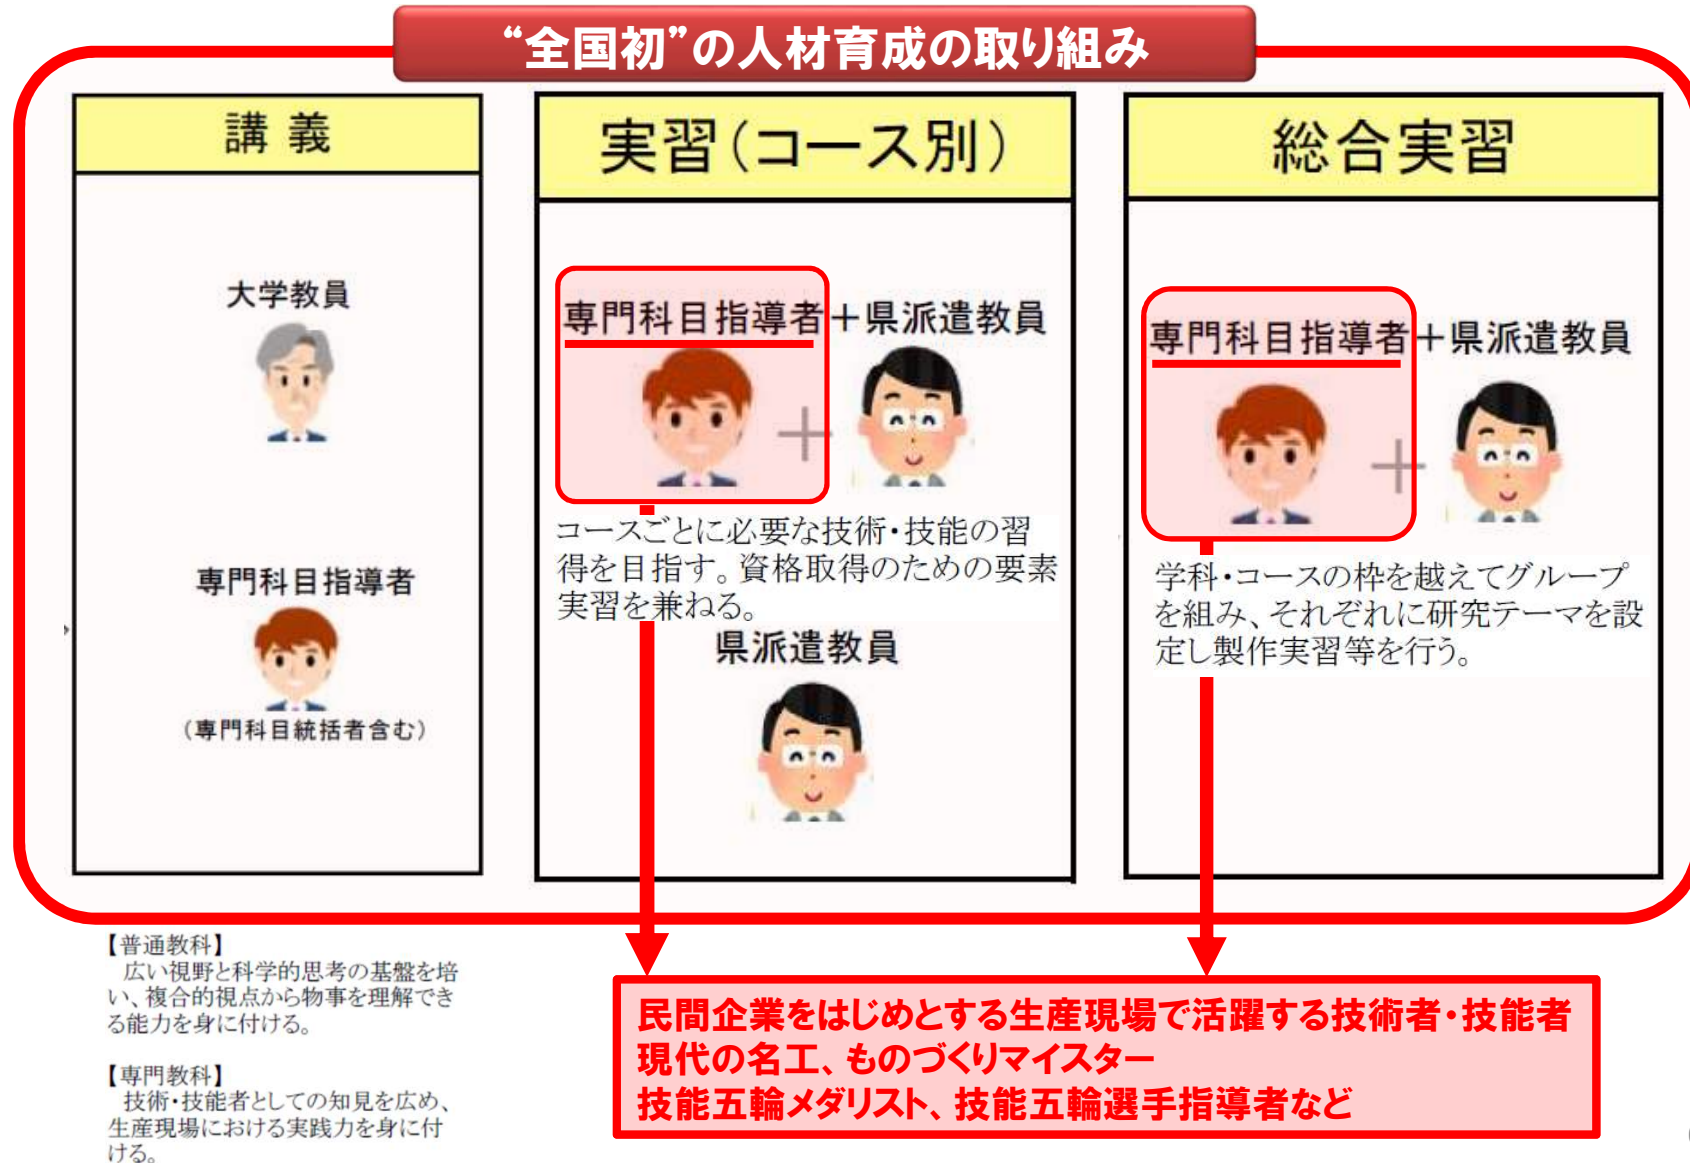 “全国初”の人材育成の取り組み
講 義
大学教員
専門科目指導者
（専門科目統括者含む）
実習（コース別）
専門科目指導者＋県派遣教員
コースごとに必要な技術・技能の習
得を目指す。資格取得のための要素
実習を兼ねる。
県派遣教員
総合実習
専門科目指導者＋県派遣教員
学科・コースの枠を越えてグループ
を組み、それぞれに研究テーマを設
定し製作実習等を行う。
【普通教科】
広い視野と科学的思考の基盤を培
い、複合的視点から物事を理解でき
る能力を身に付ける。
【専門教科】
技術・技能者としての知見を広め、
生産現場における実践力を身に付
ける。
民間企業をはじめとする生産現場で活躍する技術者・技能者
現代の名工、ものづくりマイスター
技能五輪メダリスト、技能五輪選手指導者など